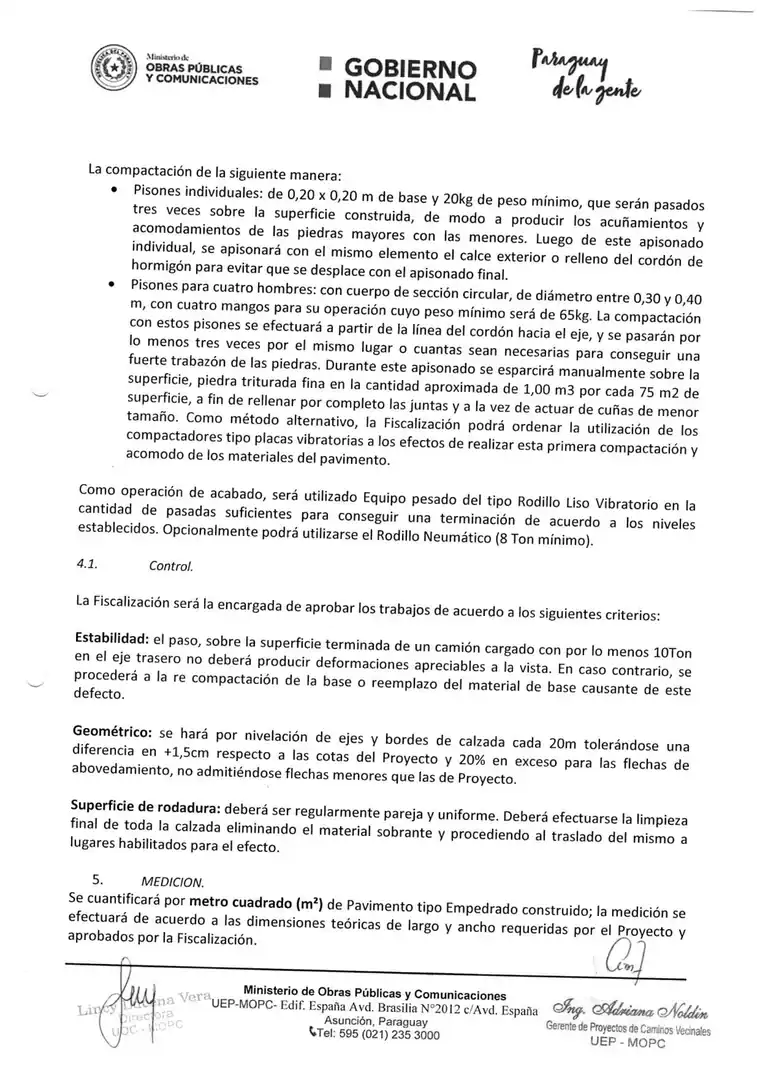 Ministerio de
OBRAS PÚBLICAS
Y COMUNICACIONES
GOBIERNO
NACIONAL
Paraguay
de la gente
La compactación de la siguiente manera:
• Pisones individuales: de 0,20 x 0,20 m de base y 20kg de peso mínimo, que serán pasados
tres veces sobre la superficie construida, de modo a producir los acuñamientos y
acomodamientos de las piedras mayores con las menores. Luego de este apisonado
individual, se apisonará con el mismo elemento el calce exterior o relleno del cordón de
hormigón para evitar que se desplace con el apisonado final.
• Pisones para cuatro hombres: con cuerpo de sección circular, de diámetro entre 0,30 y 0,40
m, con cuatro mangos para su operación cuyo peso mínimo será de 65kg. La compactación
con estos pisones se efectuará a partir de la línea del cordón hacia el eje, y se pasarán por
lo menos tres veces por el mismo lugar o cuantas sean necesarias para conseguir una
fuerte trabazón de las piedras. Durante este apisonado se esparcirá manualmente sobre la
superficie, piedra triturada fina en la cantidad aproximada de 1,00 m3 por cada 75 m2 de
superficie, a fin de rellenar por completo las juntas y a la vez de actuar de cuñas de menor
tamaño. Como método alternativo, la Fiscalización podrá ordenar la utilización de los
compactadores tipo placas vibratorias a los efectos de realizar esta primera compactación y
acomodo de los materiales del pavimento.
Como operación de acabado, será utilizado Equipo pesado del tipo Rodillo Liso Vibratorio en la
cantidad de pasadas suficientes para conseguir una terminación de acuerdo a los niveles
establecidos. Opcionalmente podrá utilizarse el Rodillo Neumático (8 Ton mínimo).
4.1. Control.
La Fiscalización será la encargada de aprobar los trabajos de acuerdo a los siguientes criterios:
Estabilidad: el paso, sobre la superficie terminada de un camión cargado con por lo menos 10Ton
en el eje trasero no deberá producir deformaciones apreciables a la vista. En caso contrario, se
procederá a la re compactación de la base o reemplazo del material de base causante de este
defecto.
Geométrico: se hará por nivelación de ejes y bordes de calzada cada 20m tolerándose una
diferencia en +1,5cm respecto a las cotas del Proyecto y 20% en exceso para las flechas de
abovedamiento, no admitiéndose flechas menores que las de Proyecto.
Superficie de rodadura: deberá ser regularmente pareja y uniforme. Deberá efectuarse la limpieza
final de toda la calzada eliminando el material sobrante y procediendo al traslado del mismo a
lugares habilitados para el efecto.
5. MEDICION.
Se cuantificará por metro cuadrado (m²) de Pavimento tipo Empedrado construido; la medición se
efectuará de acuerdo a las dimensiones teóricas de largo y ancho requeridas por el Proyecto y
aprobados por la Fiscalización.
Ministerio de Obras Públicas y Comunicaciones
UEP-MOPC- Edif. España Avd. Brasilia N°2012 c/Avd. España
Asunción, Paraguay
Tel: 595 (021) 235 3000
Vera
Directora
UOC - MOPC
Ing. Adriana Noldin
Gerente de Proyectos de Caminos Vecinales
UEP - MOPC